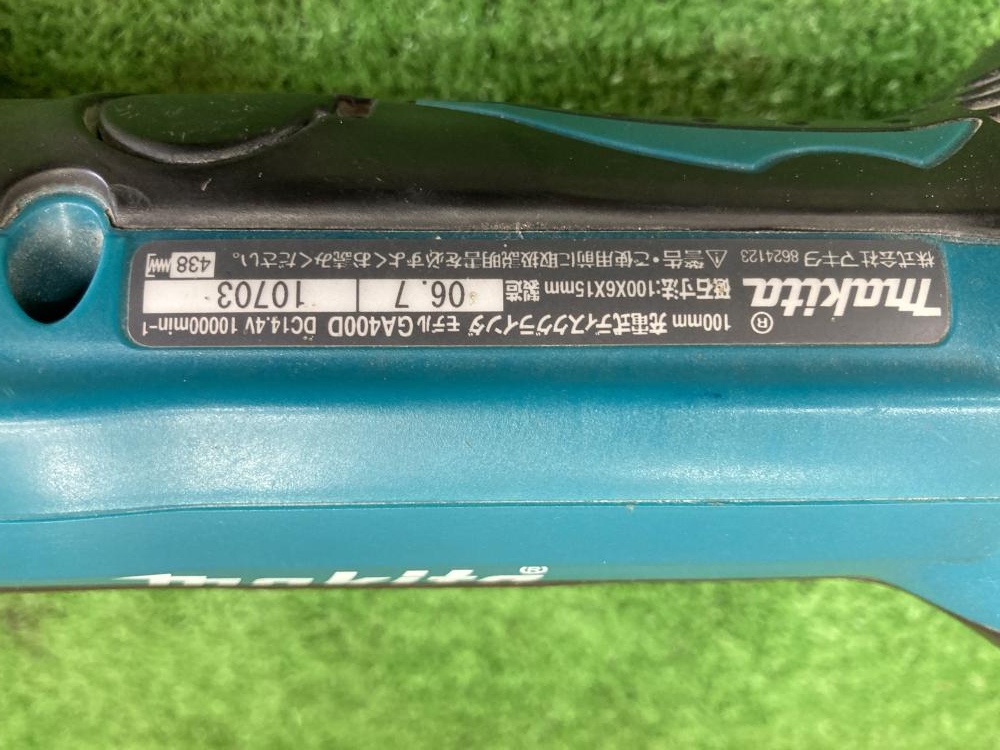 makita®
100mm 充電式ディスクグラインダ モデル GA400D DC14.4V 10000min-1
砥石寸法:100X6X15mm 製造 06. 7 10703
株式会社マキタ 8624123 ⚠警告・ご使用前に取扱説明書を必ずよくお読みください。 438 MW
makita®